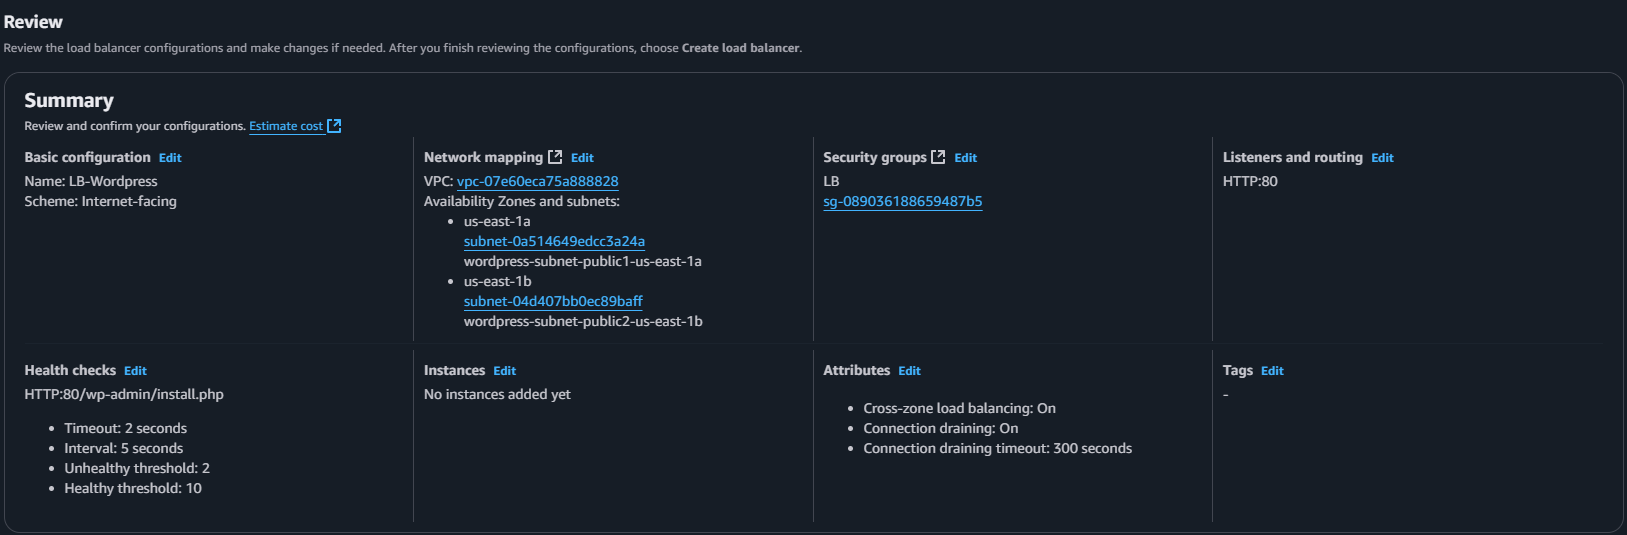 Review
Review the load balancer configurations and make changes if needed. After you finish reviewing the configurations, choose Create load balancer.
Summary
Review and confirm your configurations. Estimate cost
Basic configuration Edit
Name: LB-Wordpress
Scheme: Internet-facing
Network mapping Edit
VPC: vpc-07e60eca75a888828
Availability Zones and subnets:
• us-east-1a
subnet-0a514649edcc3a24a
wordpress-subnet-public1-us-east-1a
• us-east-1b
subnet-04d407bb0ec89baff
wordpress-subnet-public2-us-east-1b
Security groups Edit
LB
sg-089036188659487b5
Listeners and routing Edit
HTTP:80
Health checks Edit
HTTP:80/wp-admin/install.php
• Timeout: 2 seconds
• Interval: 5 seconds
• Unhealthy threshold: 2
• Healthy threshold: 10
Instances Edit
No instances added yet
Attributes Edit
• Cross-zone load balancing: On
• Connection draining: On
• Connection draining timeout: 300 seconds
Tags Edit
-